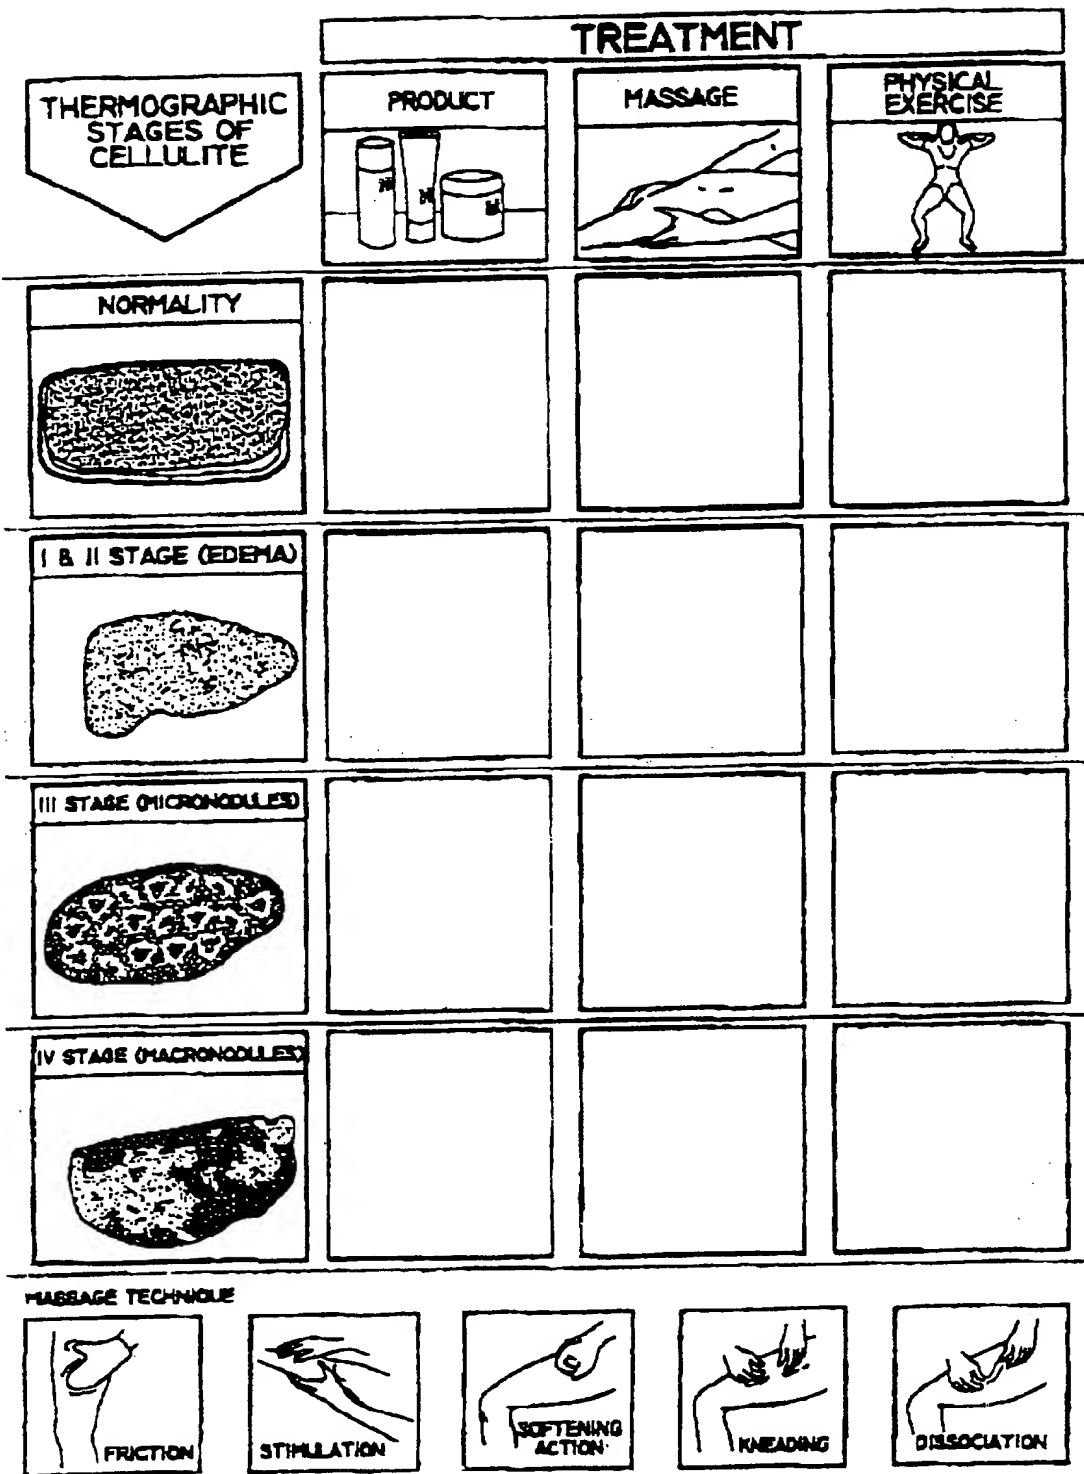 TREATMENT
THERMOGRAPHIC
STAGES OF
CELLULITE
PRODUCT
MASSAGE
PHYSICAL
EXERCISE
NORMALITY
I & II STAGE (EDEMA)
III STAGE (MICRONODULES)
IV STAGE (MACRONODULES)
MASSAGE TECHNIQUE
FRICTION
STIMULATION
SOFTENING
ACTION
KNEADING
DISSOCIATION